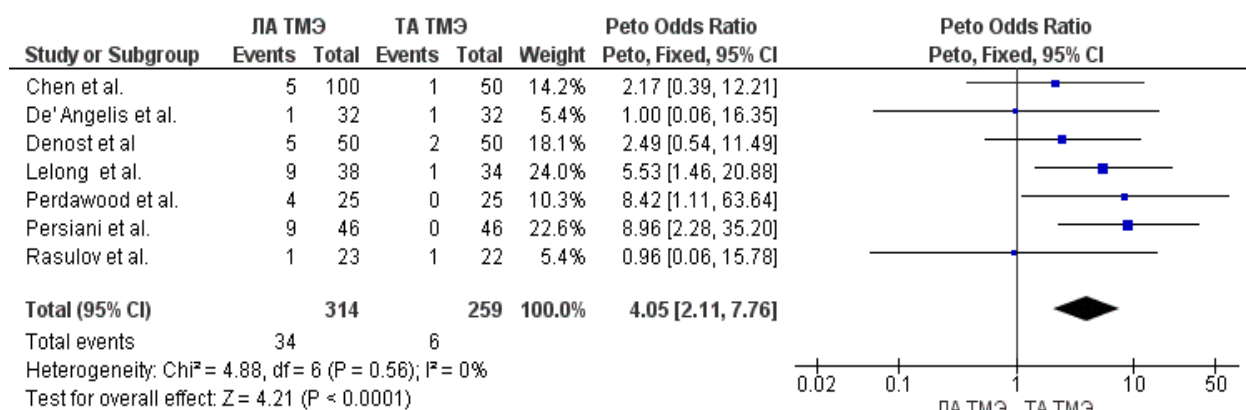 ЛА ТМЭ ТА ТМЭ Peto Odds Ratio Peto Odds Ratio
Study or Subgroup Events Total Events Total Weight Peto, Fixed, 95% CI Peto, Fixed, 95% CI
Chen et al. 5 100 1 50 14.2% 2.17 [0.39, 12.21]
De' Angelis et al. 1 32 1 32 5.4% 1.00 [0.06, 16.35]
Denost et al 5 50 2 50 18.1% 2.49 [0.54, 11.49]
Lelong et al. 9 38 1 34 24.0% 5.53 [1.46, 20.88]
Perdawood et al. 4 25 0 25 10.3% 8.42 [1.11, 63.64]
Persiani et al. 9 46 0 46 22.6% 8.96 [2.28, 35.20]
Rasulov et al. 1 23 1 22 5.4% 0.96 [0.06, 15.78]
Total (95% CI) 314 259 100.0% 4.05 [2.11, 7.76]
Total events 34 6
Heterogeneity: Chi² = 4.88, df = 6 (P = 0.56); I² = 0%
Test for overall effect: Z = 4.21 (P < 0.0001)
0.02 0.1 1 10 50
ЛА ТМЭ ТА ТМЭ